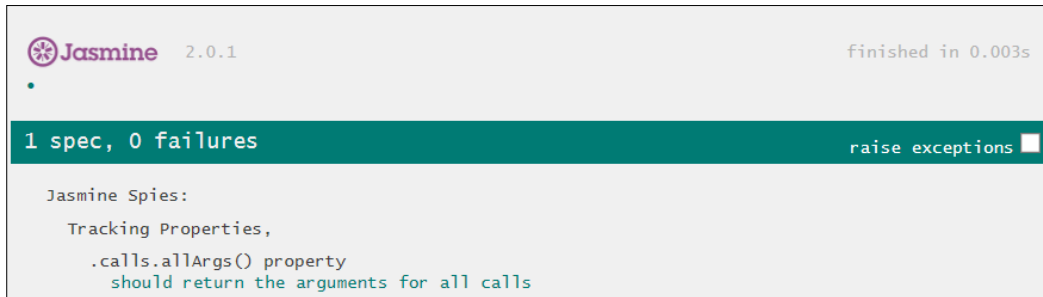 Jasmine 2.0.1 finished in 0.003s
1 spec, 0 failures raise exceptions
Jasmine Spies:
Tracking Properties,
.calls.allArgs() property
should return the arguments for all calls